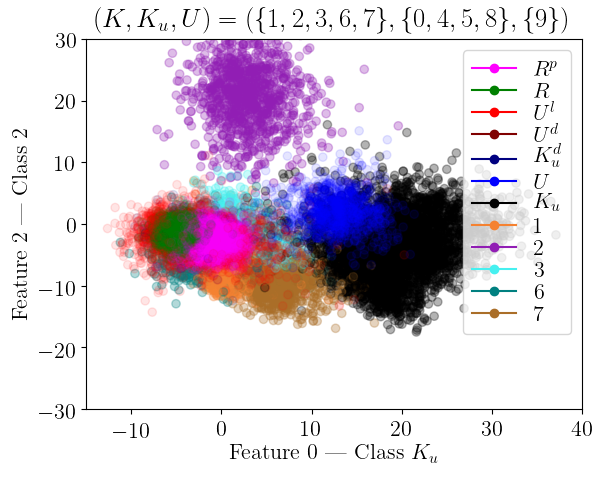 (K, K_u, U) = ({1, 2, 3, 6, 7}, {0, 4, 5, 8}, {9})
30
20
10
0
−10
−20
−30
Feature 2 — Class 2
−10
0
10
20
30
40
Feature 0 — Class K_u
R^p
R
U^l
U^d
K_u^d
U
K_u
1
2
3
6
7